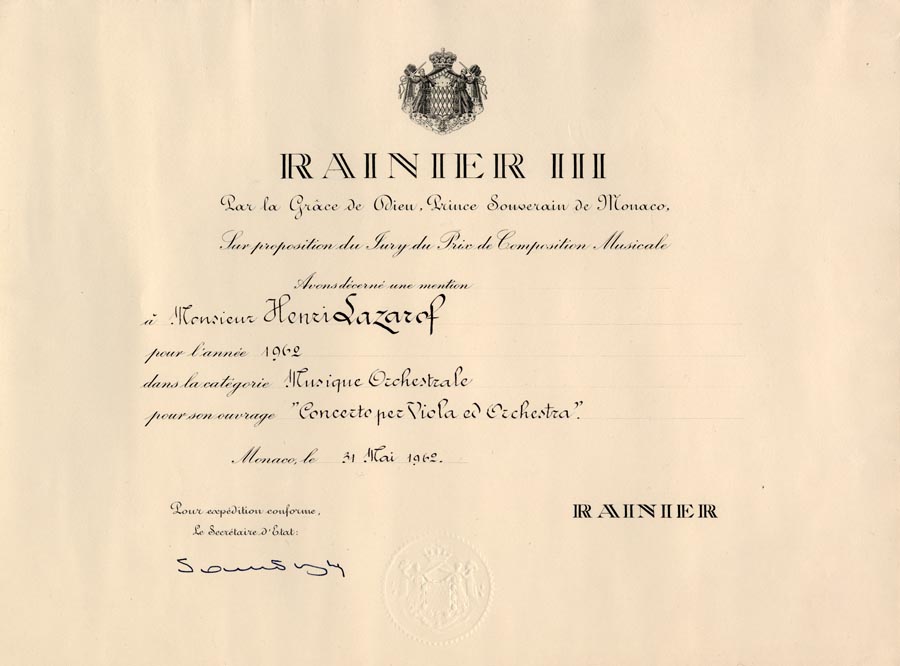 RAINIER III
Par la Grâce de Dieu, Prince Souverain de Monaco,
Sur proposition du Jury du Prix de Composition Musicale
Avons décerné une mention
à Monsieur Henri Lazarof
pour l'année 1962
dans la catégorie Musique Orchestrale
pour son ouvrage "Concerto per Viola ed Orchestra".
Monaco, le 31 Mai 1962.
Pour expédition conforme,
Le Secrétaire d'Etat:
RAINIER